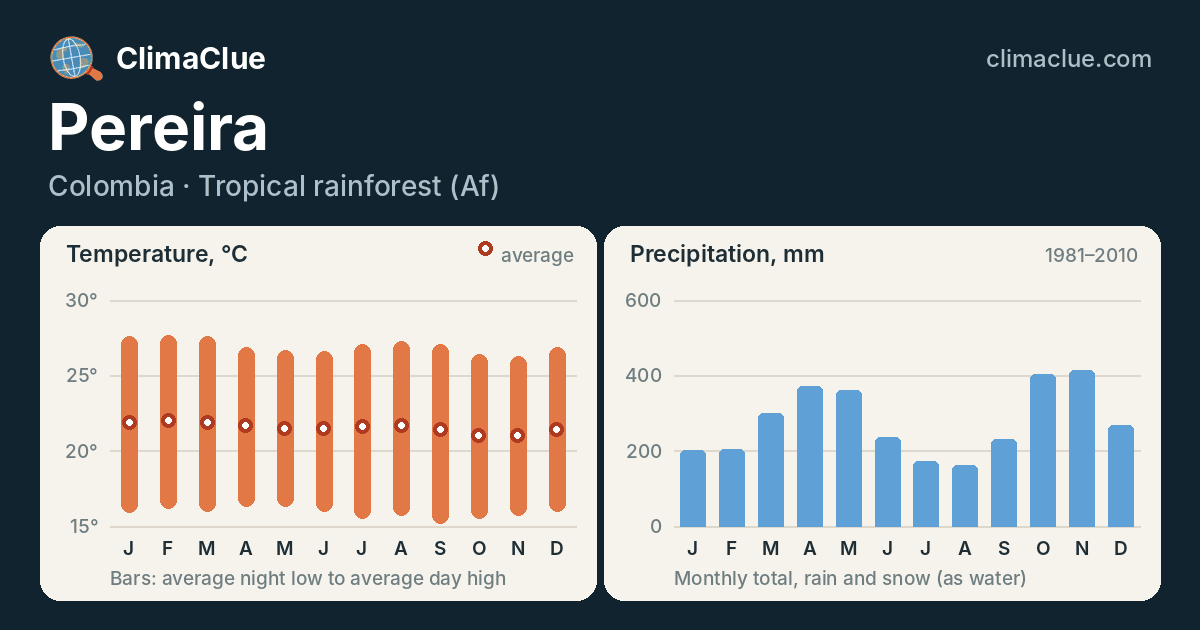 ClimaClue
climaclue.com
Pereira
Colombia · Tropical rainforest (Af)
Temperature, °C
average
30°
25°
20°
15°
J F M A M J J A S O N D
Bars: average night low to average day high
Precipitation, mm
1981–2010
600
400
200
0
J F M A M J J A S O N D
Monthly total, rain and snow (as water)